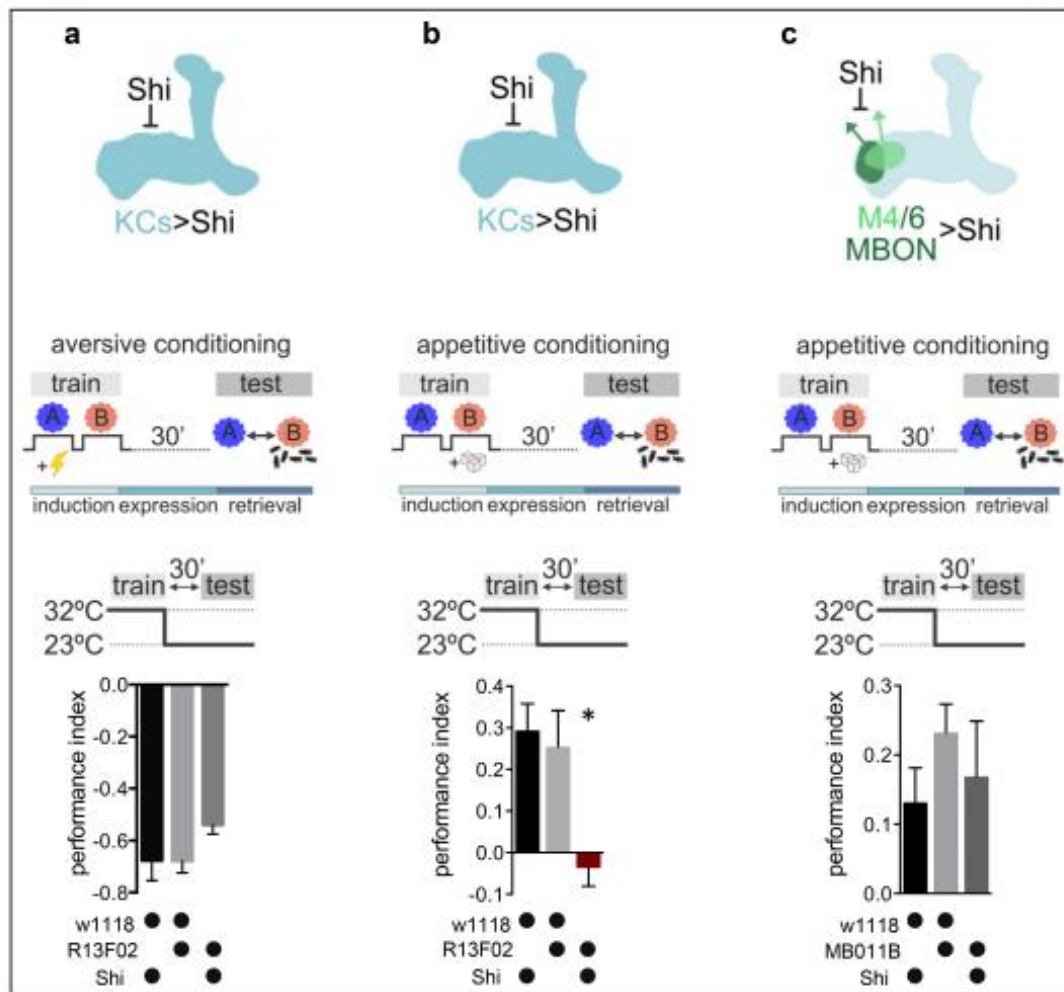 a
Shi
KCs>Shi
aversive conditioning
train test
A B 30' A B
+
induction expression retrieval
30'
train test
32ºC
23ºC
performance index
0.0
-0.2
-0.4
-0.6
-0.8
w1118
R13F02
Shi
b
Shi
KCs>Shi
appetitive conditioning
train test
A B 30' A B
+
induction expression retrieval
30'
train test
32ºC
23ºC
performance index
0.4
0.3
0.2
0.1
0.0
-0.1
*
w1118
R13F02
Shi
c
Shi
M4/6
MBON >Shi
appetitive conditioning
train test
A B 30' A B
+
induction expression retrieval
30'
train test
32ºC
23ºC
performance index
0.3
0.2
0.1
0.0
w1118
MB011B
Shi